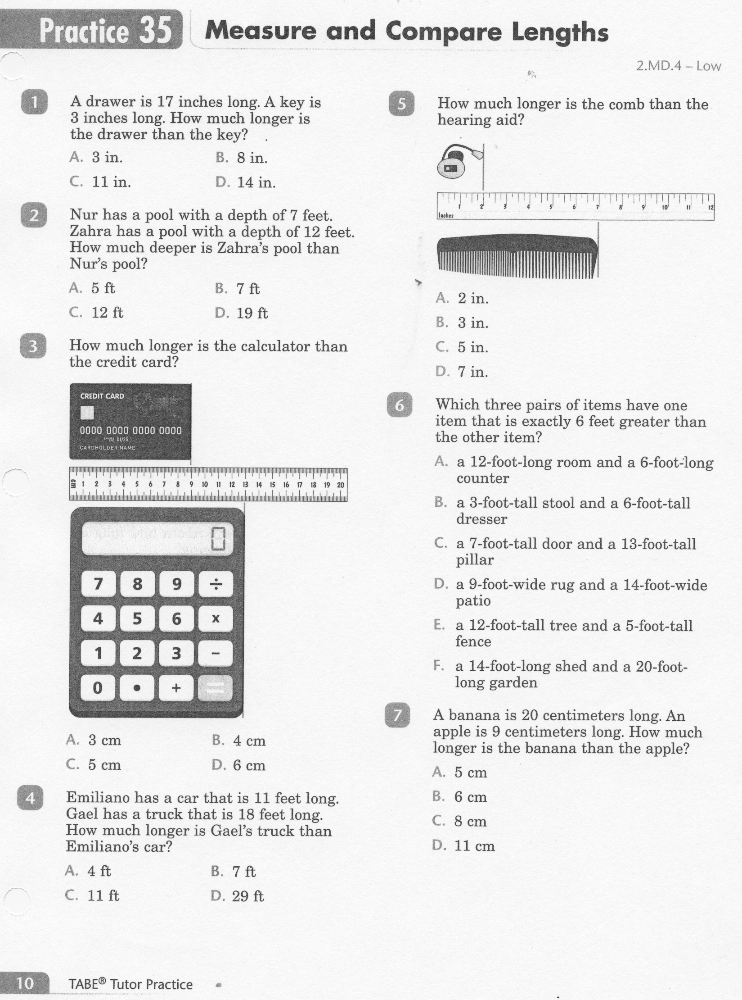 Practice 35
Measure and Compare Lengths
2.MD.4 – Low
1
A drawer is 17 inches long. A key is
3 inches long. How much longer is
the drawer than the key?
A. 3 in.
B. 8 in.
C. 11 in.
D. 14 in.
2
Nur has a pool with a depth of 7 feet.
Zahra has a pool with a depth of 12 feet.
How much deeper is Zahra’s pool than
Nur’s pool?
A. 5 ft
B. 7 ft
C. 12 ft
D. 19 ft
3
How much longer is the calculator than
the credit card?
CREDIT CARD
0000 0000 0000 0000
01/25
CARDHOLDER NAME
cm 1 2 3 4 5 6 7 8 9 10 11 12 13 14 15 16 17 18 19 20
0
7 8 9 ÷
4 5 6 x
1 2 3 −
0 • + =
A. 3 cm
B. 4 cm
C. 5 cm
D. 6 cm
4
Emiliano has a car that is 11 feet long.
Gael has a truck that is 18 feet long.
How much longer is Gael’s truck than
Emiliano’s car?
A. 4 ft
B. 7 ft
C. 11 ft
D. 29 ft
5
How much longer is the comb than the
hearing aid?
1 2 3 4 5 6 7 8 9 10 11 12
Inches
A. 2 in.
B. 3 in.
C. 5 in.
D. 7 in.
6
Which three pairs of items have one
item that is exactly 6 feet greater than
the other item?
A. a 12-foot-long room and a 6-foot-long
counter
B. a 3-foot-tall stool and a 6-foot-tall
dresser
C. a 7-foot-tall door and a 13-foot-tall
pillar
D. a 9-foot-wide rug and a 14-foot-wide
patio
E. a 12-foot-tall tree and a 5-foot-tall
fence
F. a 14-foot-long shed and a 20-foot-
long garden
7
A banana is 20 centimeters long. An
apple is 9 centimeters long. How much
longer is the banana than the apple?
A. 5 cm
B. 6 cm
C. 8 cm
D. 11 cm
10
TABE® Tutor Practice